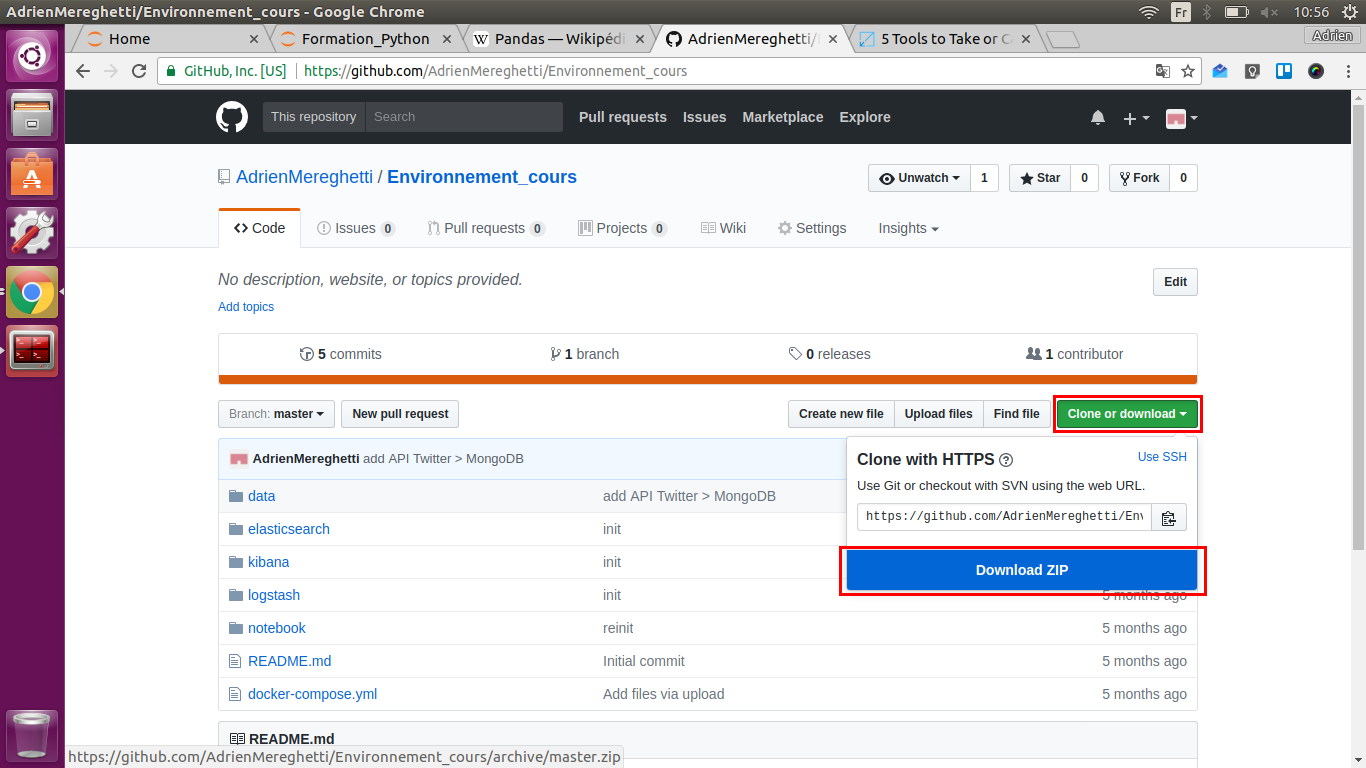 AdrienMereghetti/Environnement_cours - Google Chrome
Fr
10:56
Home
Formation_Python
Pandas — Wikipédi
AdrienMereghetti/
5 Tools to Take or C
Adrien
GitHub, Inc. [US]
https://github.com/AdrienMereghetti/Environnement_cours
This repository
Search
Pull requests
Issues
Marketplace
Explore
AdrienMereghetti / Environnement_cours
Unwatch
1
Star
0
Fork
0
Code
Issues 0
Pull requests 0
Projects 0
Wiki
Settings
Insights
No description, website, or topics provided.
Edit
Add topics
5 commits
1 branch
0 releases
1 contributor
Branch: master
New pull request
Create new file
Upload files
Find file
Clone or download
AdrienMereghetti add API Twitter > MongoDB
Clone with HTTPS
Use SSH
Use Git or checkout with SVN using the web URL.
https://github.com/AdrienMereghetti/Env
Download ZIP
data
add API Twitter > MongoDB
elasticsearch
init
kibana
init
logstash
init
5 months ago
notebook
reinit
5 months ago
README.md
Initial commit
5 months ago
docker-compose.yml
Add files via upload
5 months ago
README.md
https://github.com/AdrienMereghetti/Environnement_cours/archive/master.zip